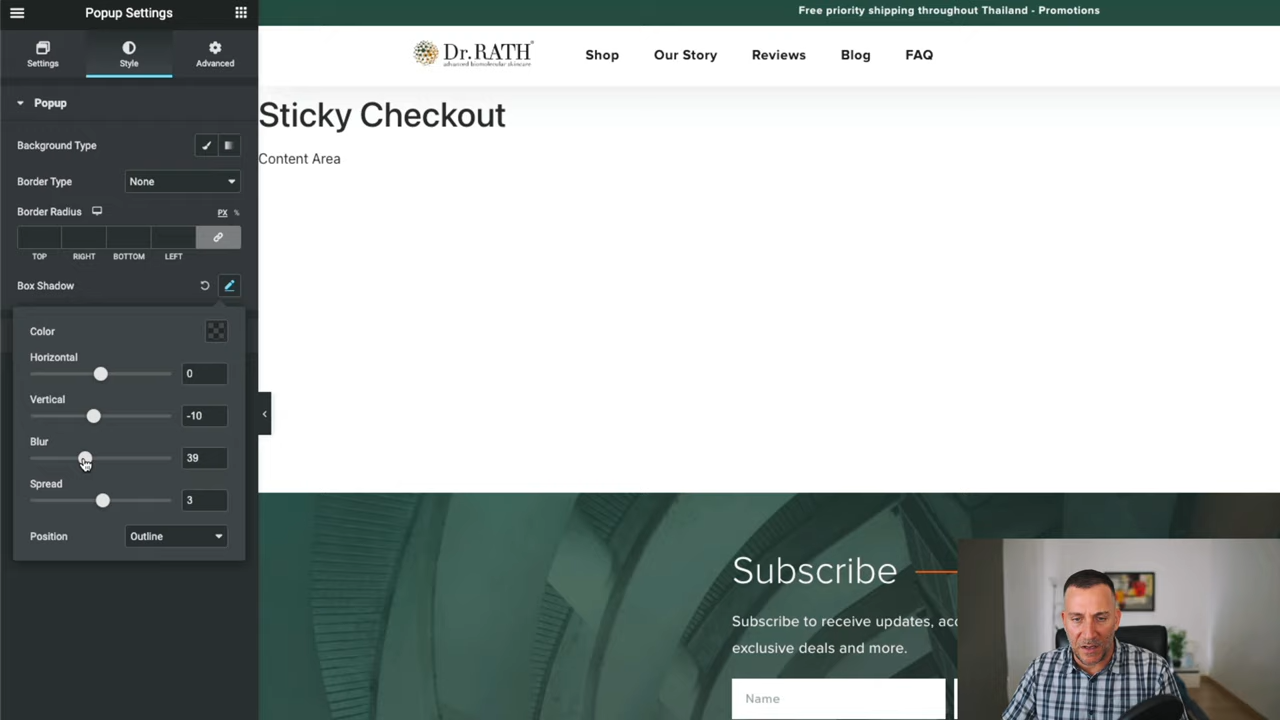 Popup Settings
Free priority shipping throughout Thailand - Promotions
Settings
Style
Advanced
Dr.RATH
advanced biomolecular skincare
Shop
Our Story
Reviews
Blog
FAQ
Popup
Sticky Checkout
Background Type
Content Area
Border Type
None
Border Radius
PX
%
TOP
RIGHT
BOTTOM
LEFT
Box Shadow
Color
Horizontal
0
Vertical
-10
Blur
39
Spread
3
Position
Outline
Subscribe
Subscribe to receive updates, acc
exclusive deals and more.
Name